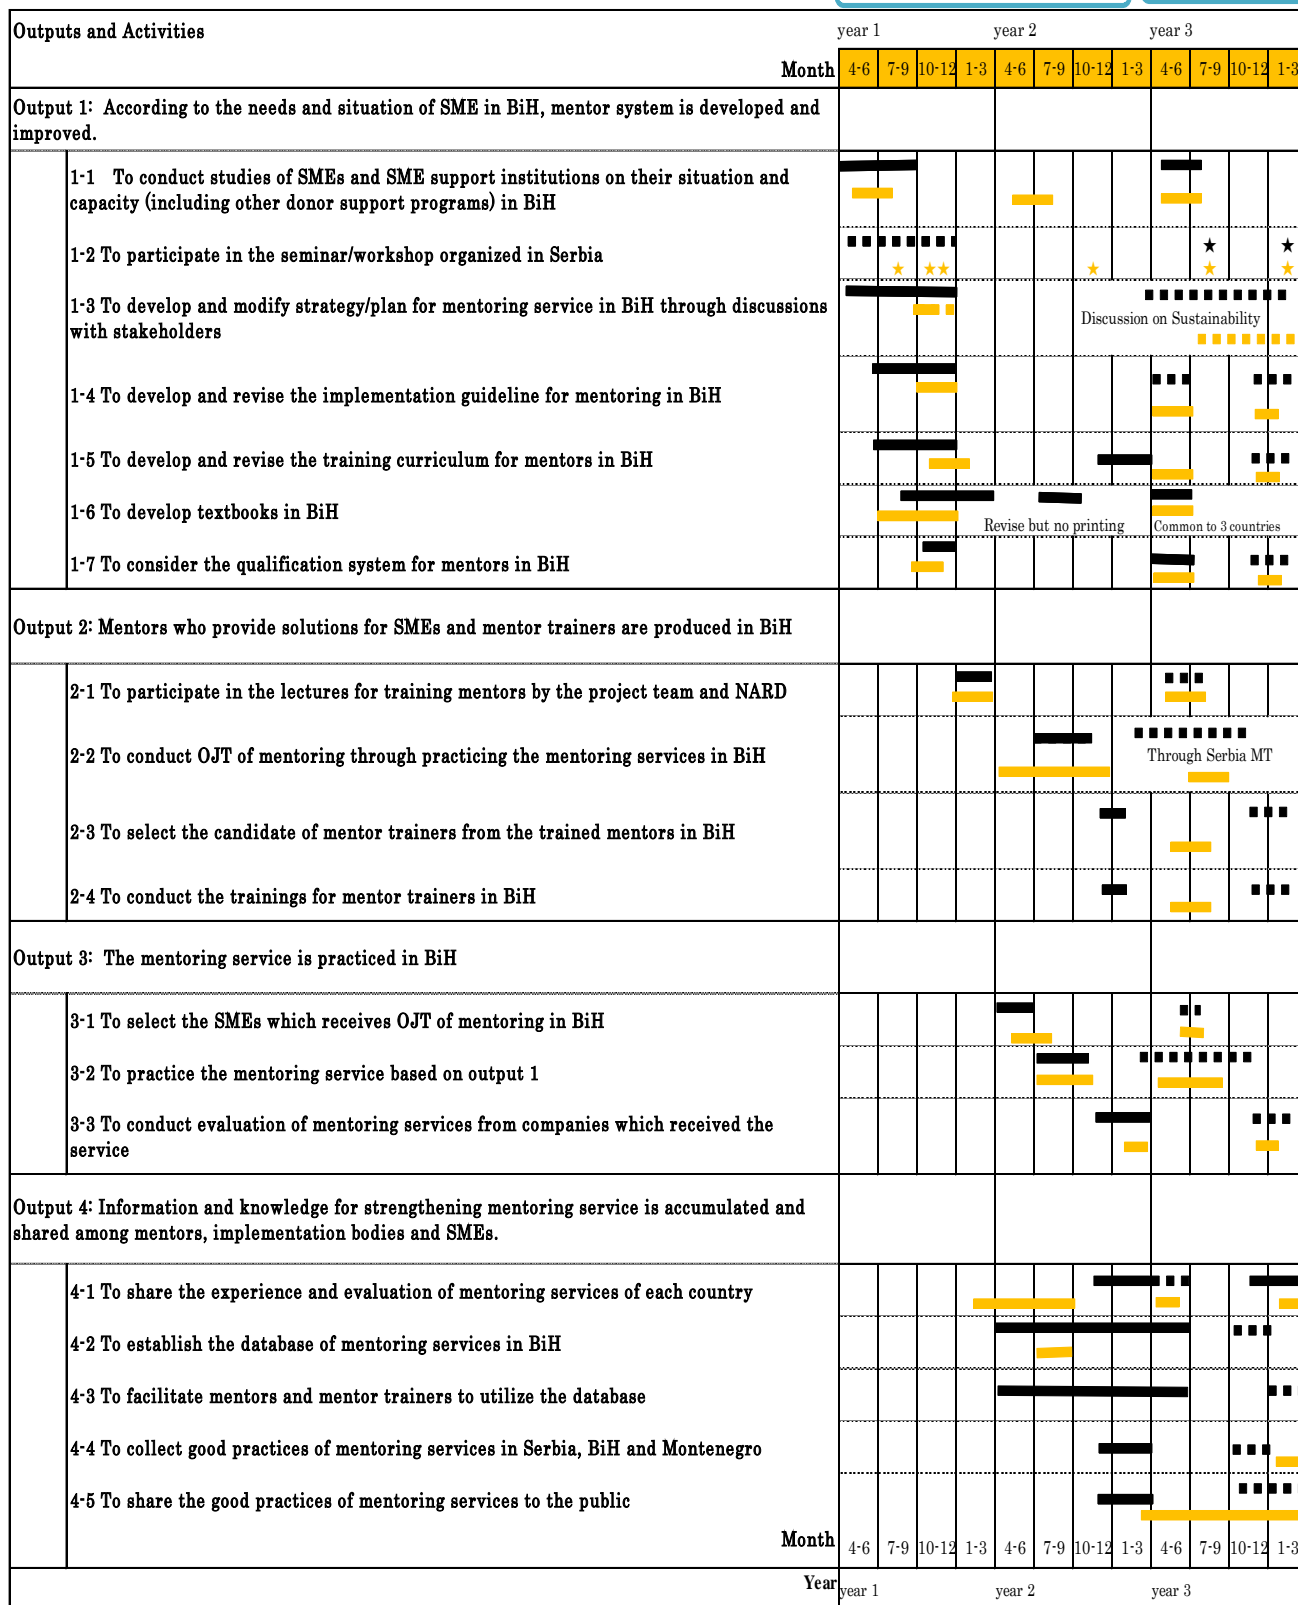 Outputs and Activities
year 1 year 2 year 3
Month 4-6 7-9 10-12 1-3 4-6 7-9 10-12 1-3 4-6 7-9 10-12 1-3
Output 1: According to the needs and situation of SME in BiH, mentor system is developed and
improved.
1-1 To conduct studies of SMEs and SME support institutions on their situation and
capacity (including other donor support programs) in BiH
1-2 To participate in the seminar/workshop organized in Serbia
1-3 To develop and modify strategy/plan for mentoring service in BiH through discussions
with stakeholders
Discussion on Sustainability
1-4 To develop and revise the implementation guideline for mentoring in BiH
1-5 To develop and revise the training curriculum for mentors in BiH
1-6 To develop textbooks in BiH
Revise but no printing Common to 3 countries
1-7 To consider the qualification system for mentors in BiH
Output 2: Mentors who provide solutions for SMEs and mentor trainers are produced in BiH
2-1 To participate in the lectures for training mentors by the project team and NARD
2-2 To conduct OJT of mentoring through practicing the mentoring services in BiH
Through Serbia MT
2-3 To select the candidate of mentor trainers from the trained mentors in BiH
2-4 To conduct the trainings for mentor trainers in BiH
Output 3: The mentoring service is practiced in BiH
3-1 To select the SMEs which receives OJT of mentoring in BiH
3-2 To practice the mentoring service based on output 1
3-3 To conduct evaluation of mentoring services from companies which received the
service
Output 4: Information and knowledge for strengthening mentoring service is accumulated and
shared among mentors, implementation bodies and SMEs.
4-1 To share the experience and evaluation of mentoring services of each country
4-2 To establish the database of mentoring services in BiH
4-3 To facilitate mentors and mentor trainers to utilize the database
4-4 To collect good practices of mentoring services in Serbia, BiH and Montenegro
4-5 To share the good practices of mentoring services to the public
Month 4-6 7-9 10-12 1-3 4-6 7-9 10-12 1-3 4-6 7-9 10-12 1-3
Year year 1 year 2 year 3